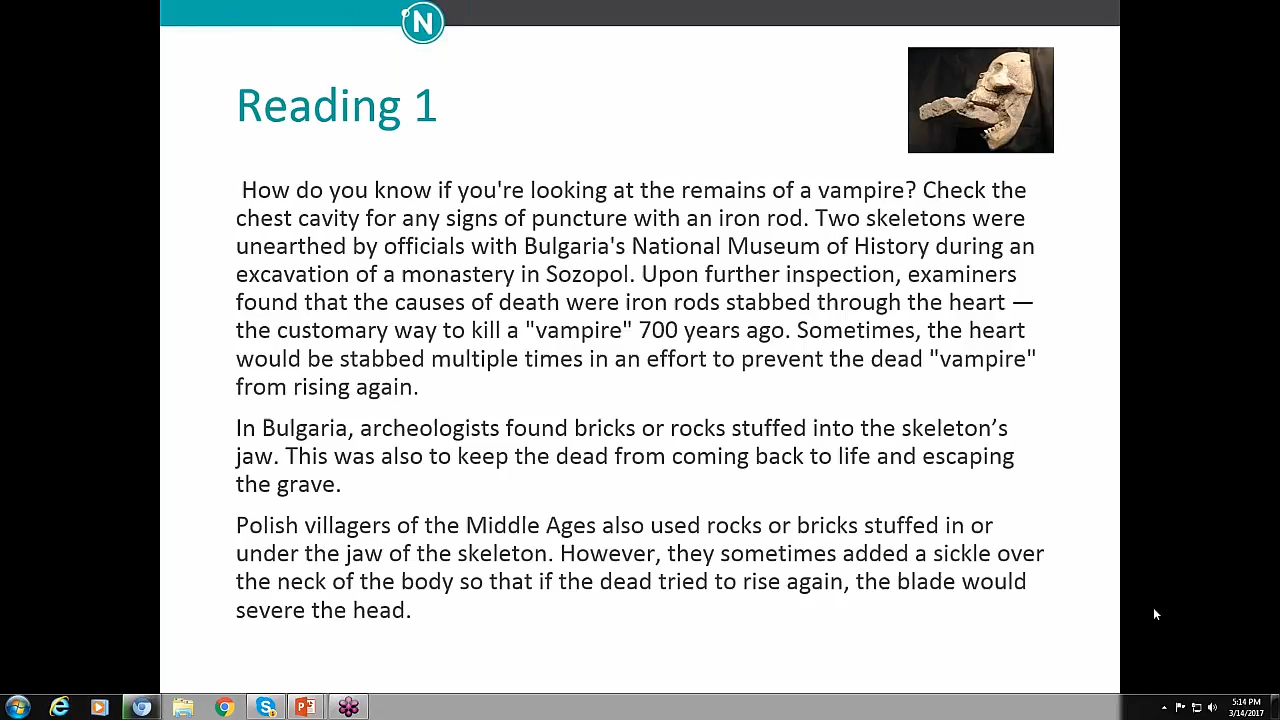 N
Reading 1
How do you know if you're looking at the remains of a vampire? Check the
chest cavity for any signs of puncture with an iron rod. Two skeletons were
unearthed by officials with Bulgaria's National Museum of History during an
excavation of a monastery in Sozopol. Upon further inspection, examiners
found that the causes of death were iron rods stabbed through the heart —
the customary way to kill a "vampire" 700 years ago. Sometimes, the heart
would be stabbed multiple times in an effort to prevent the dead "vampire"
from rising again.
In Bulgaria, archeologists found bricks or rocks stuffed into the skeleton’s
jaw. This was also to keep the dead from coming back to life and escaping
the grave.
Polish villagers of the Middle Ages also used rocks or bricks stuffed in or
under the jaw of the skeleton. However, they sometimes added a sickle over
the neck of the body so that if the dead tried to rise again, the blade would
severe the head.
5:14 PM
3/14/2017